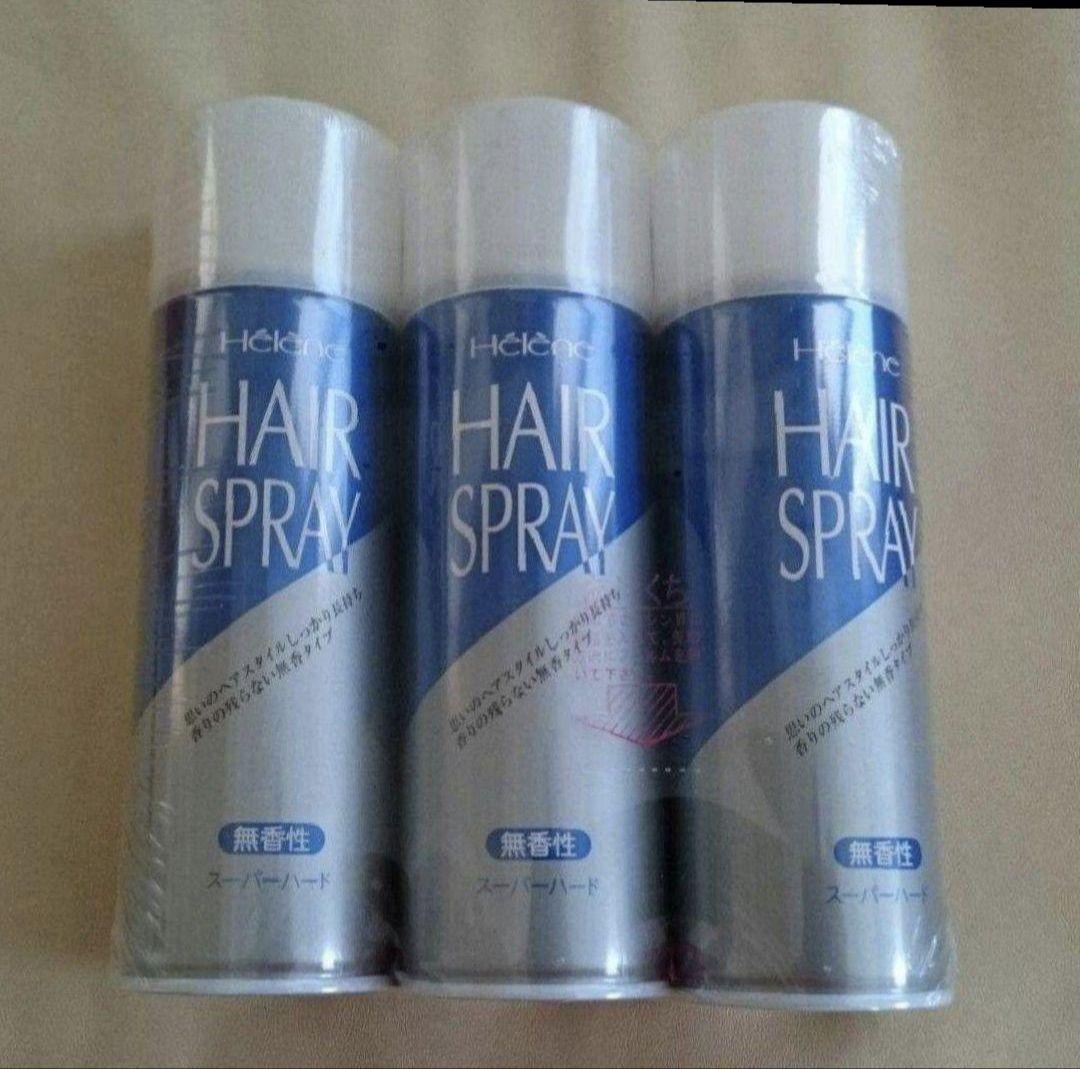 Hélène
HAIR
SPRAY
思いのヘアスタイルしっかり長持ち
香りの残らない無香タイプ
無香性
スーパーハード
Hélène
HAIR
SPRAY
思いのヘアスタイルしっかり長持ち
香りの残らない無香タイプ
くち
いて下さ
無香性
スーパーハード
Hélène
HAIR
SPRAY
思いのヘアスタイルしっかり
香りの残らない無香タイプ
無香性
スーパーハード